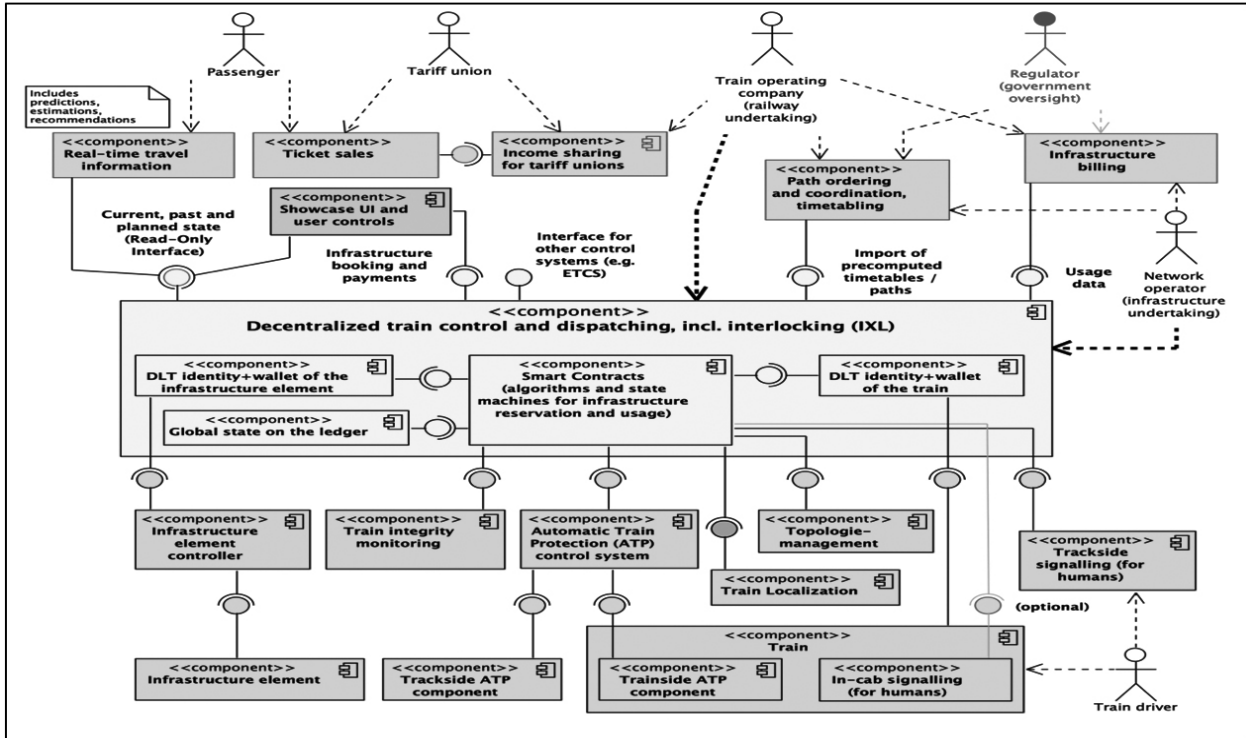 Passenger
Tariff union
Train operating
company
(railway
undertaking)
Regulator
(government
oversight)
Includes
predictions,
estimations,
recommendations
<<component>>
Real-time travel
information
<<component>>
Ticket sales
<<component>>
Income sharing
for tariff unions
<<component>>
Path ordering
and coordination,
timetabling
<<component>>
Infrastructure
billing
<<component>>
Showcase UI and
user controls
Current, past and
planned state
(Read-Only
Interface)
Infrastructure
booking and
payments
Interface for
other control
systems (e.g.
ETCS)
Import of
precomputed
timetables /
paths
Usage
data
Network
operator
(infrastructure
undertaking)
<<component>>
Decentralized train control and dispatching, incl. interlocking (IXL)
<<component>>
DLT identity+wallet of the
infrastructure element
<<component>>
Smart Contracts
(algorithms and state
machines for infrastructure
reservation and usage)
<<component>>
DLT identity+wallet
of the train
<<component>>
Global state on the ledger
<<component>>
Infrastructure
element
controller
<<component>>
Train integrity
monitoring
<<component>>
Automatic Train
Protection (ATP)
control system
<<component>>
Topologie-
management
<<component>>
Trackside
signalling (for
humans)
<<component>>
Train Localization
(optional)
<<component>>
Train
<<component>>
Infrastructure element
<<component>>
Trackside ATP
component
<<component>>
Trainside ATP
component
<<component>>
In-cab signalling
(for humans)
Train driver